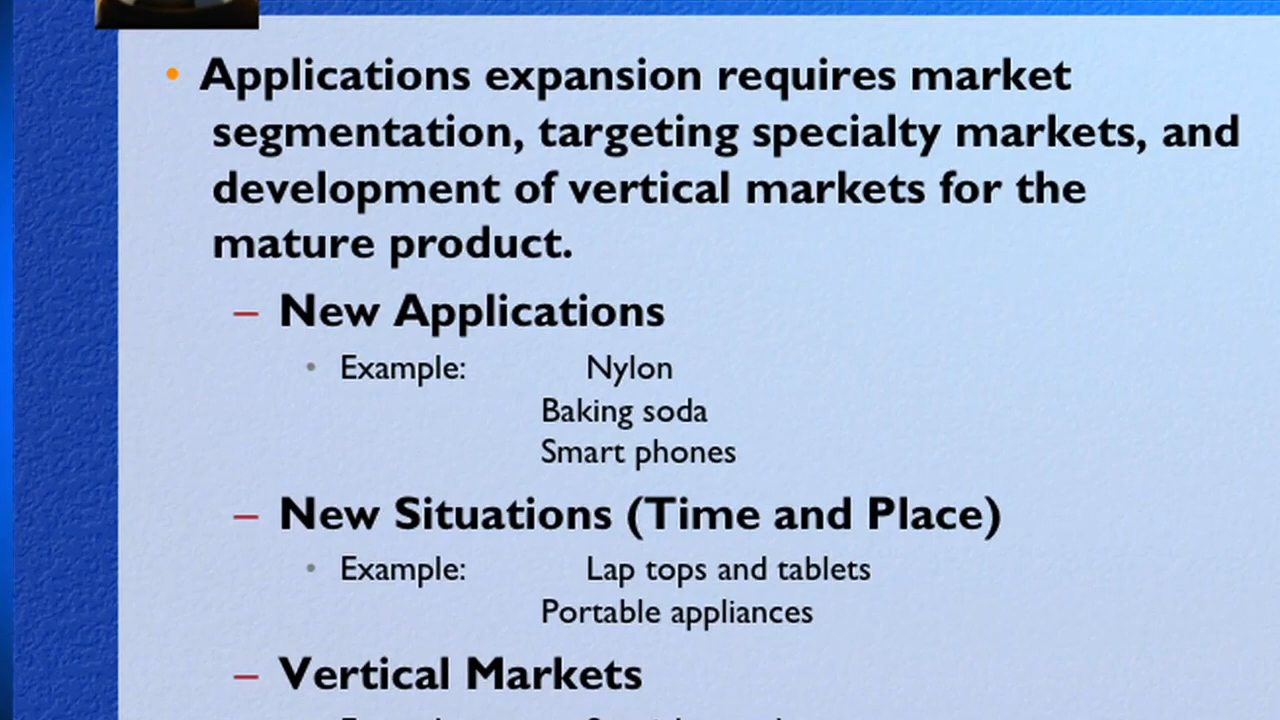 • Applications expansion requires market
segmentation, targeting specialty markets, and
development of vertical markets for the
mature product.
– New Applications
• Example: Nylon
Baking soda
Smart phones
– New Situations (Time and Place)
• Example: Lap tops and tablets
Portable appliances
– Vertical Markets